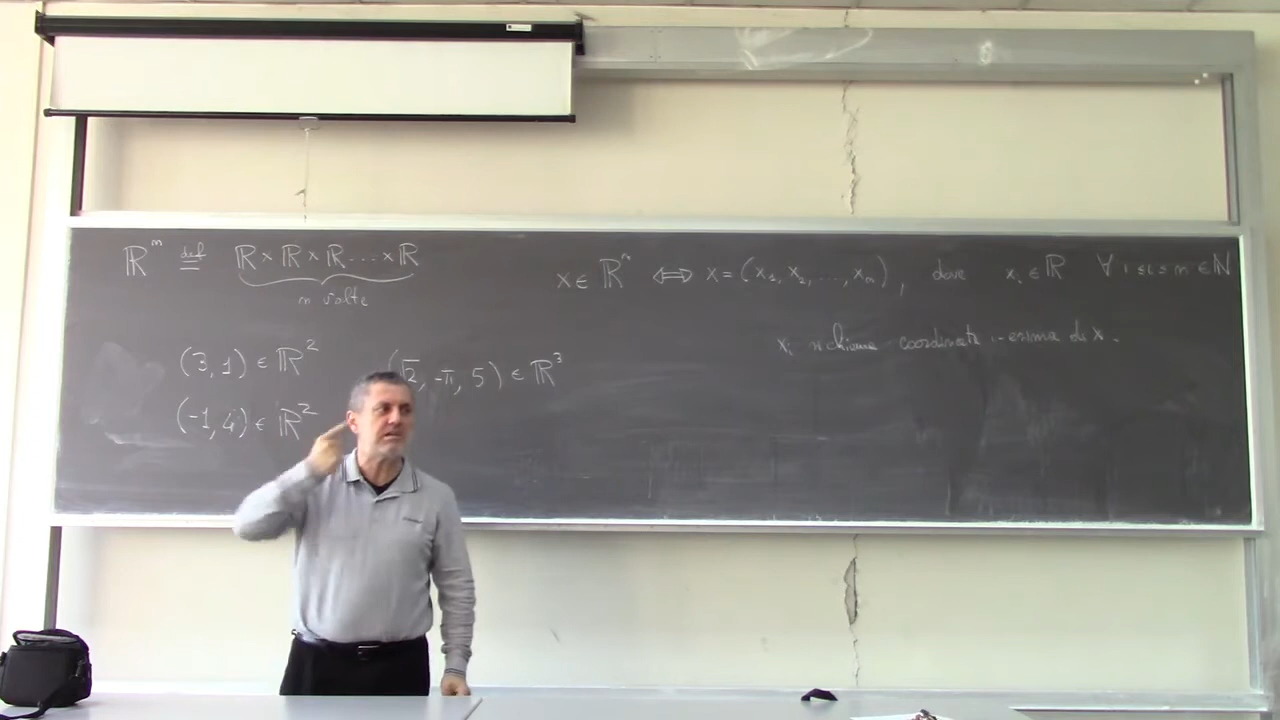 ℝⁿ def= ℝ × ℝ × ℝ ... × ℝ
n volte
x ∈ ℝⁿ ⟺ x = (x₁, x₂, ..., xₙ), dove xᵢ ∈ ℝ ∀ 1 ≤ i ≤ n ∈ ℕ
xᵢ si chiama coordinata i-esima di x.
(3, 1) ∈ ℝ²
(√2, -π, 5) ∈ ℝ³
(-1, 4) ∈ ℝ²